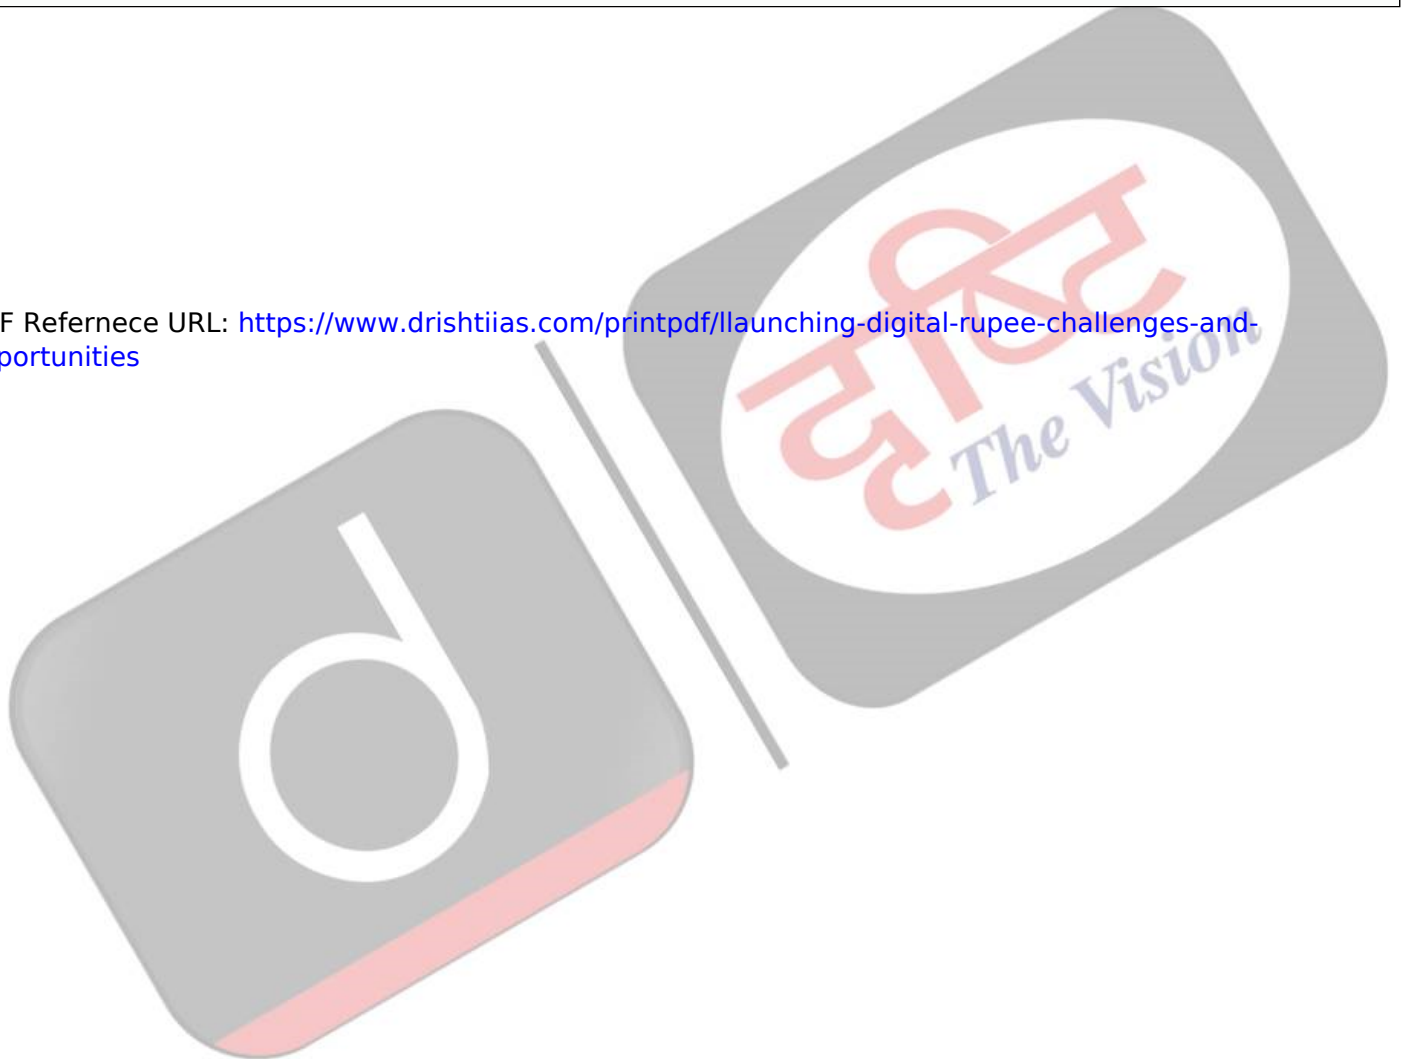 F Refernece URL: https://www.drishtiias.com/printpdf/llaunching-digital-rupee-challenges-and-
portunities
दृष्टि
The Vision
d